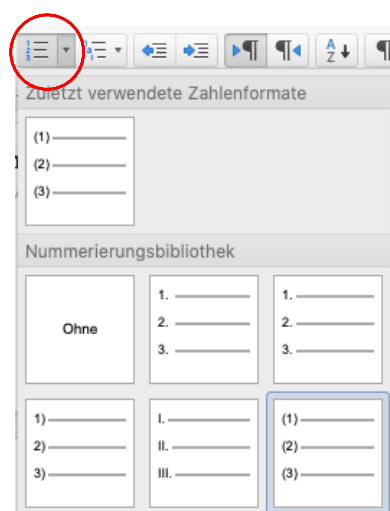 Zuletzt verwendete Zahlenformate
(1)
(2)
(3)
Nummerierungsbibliothek
Ohne
1.
2.
3.
1.
2.
3.
1)
2)
3)
I.
II.
III.
(1)
(2)
(3)